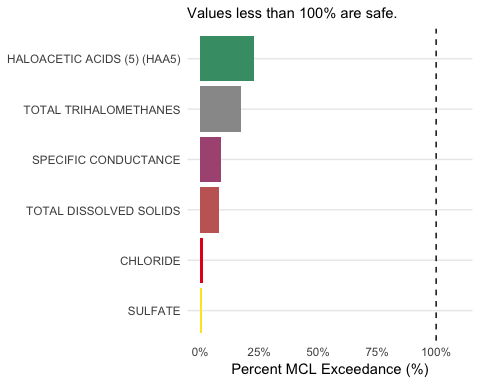 Values less than 100% are safe.
HALOACETIC ACIDS (5) (HAA5)
TOTAL TRIHALOMETHANES
SPECIFIC CONDUCTANCE
TOTAL DISSOLVED SOLIDS
CHLORIDE
SULFATE
0% 25% 50% 75% 100%
Percent MCL Exceedance (%)